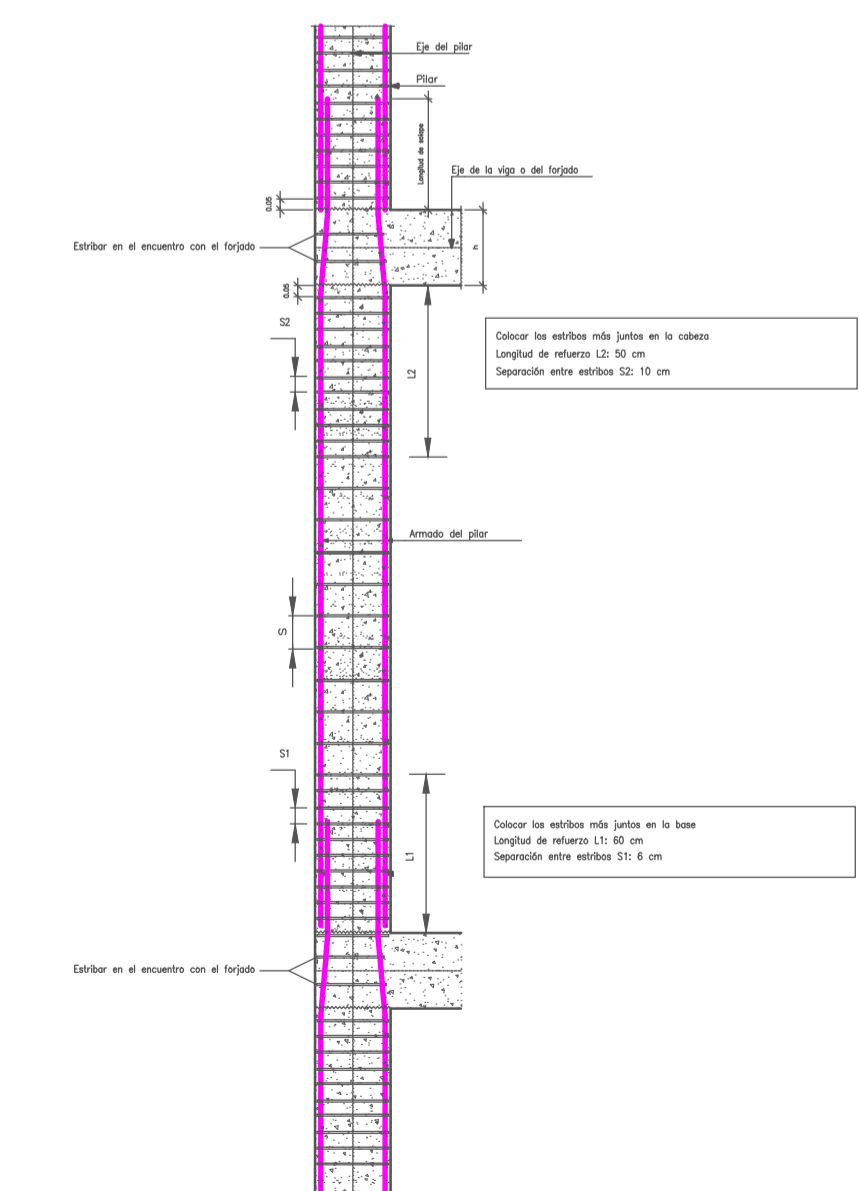 Eje del pilar
Pilar
Longitud de solape
Eje de la viga o del forjado
0.05
Estribar en el encuentro con el forjado
h
0.05
S2
Colocar los estribos más juntos en la cabeza
Longitud de refuerzo L2: 50 cm
Separación entre estribos S2: 10 cm
L2
Armado del pilar
S
S1
Colocar los estribos más juntos en la base
Longitud de refuerzo L1: 60 cm
Separación entre estribos S1: 6 cm
L1
Estribar en el encuentro con el forjado